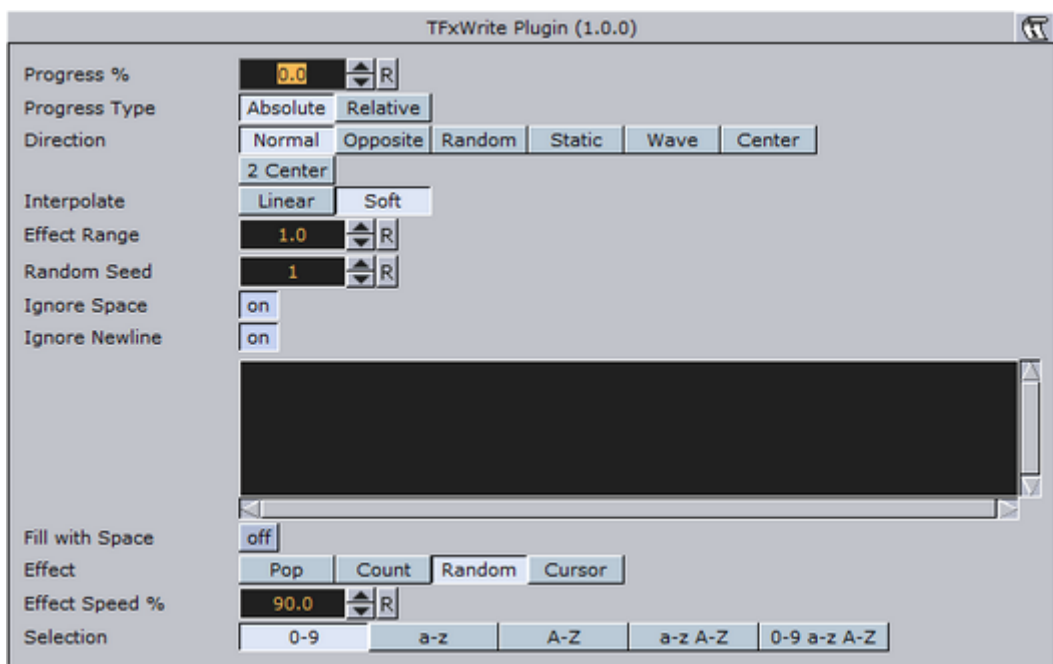 TFxWrite Plugin (1.0.0)
Progress % 0.0 R
Progress Type Absolute Relative
Direction Normal Opposite Random Static Wave Center
2 Center
Interpolate Linear Soft
Effect Range 1.0 R
Random Seed 1 R
Ignore Space on
Ignore Newline on
Fill with Space off
Effect Pop Count Random Cursor
Effect Speed % 90.0 R
Selection 0-9 a-z A-Z a-z A-Z 0-9 a-z A-Z